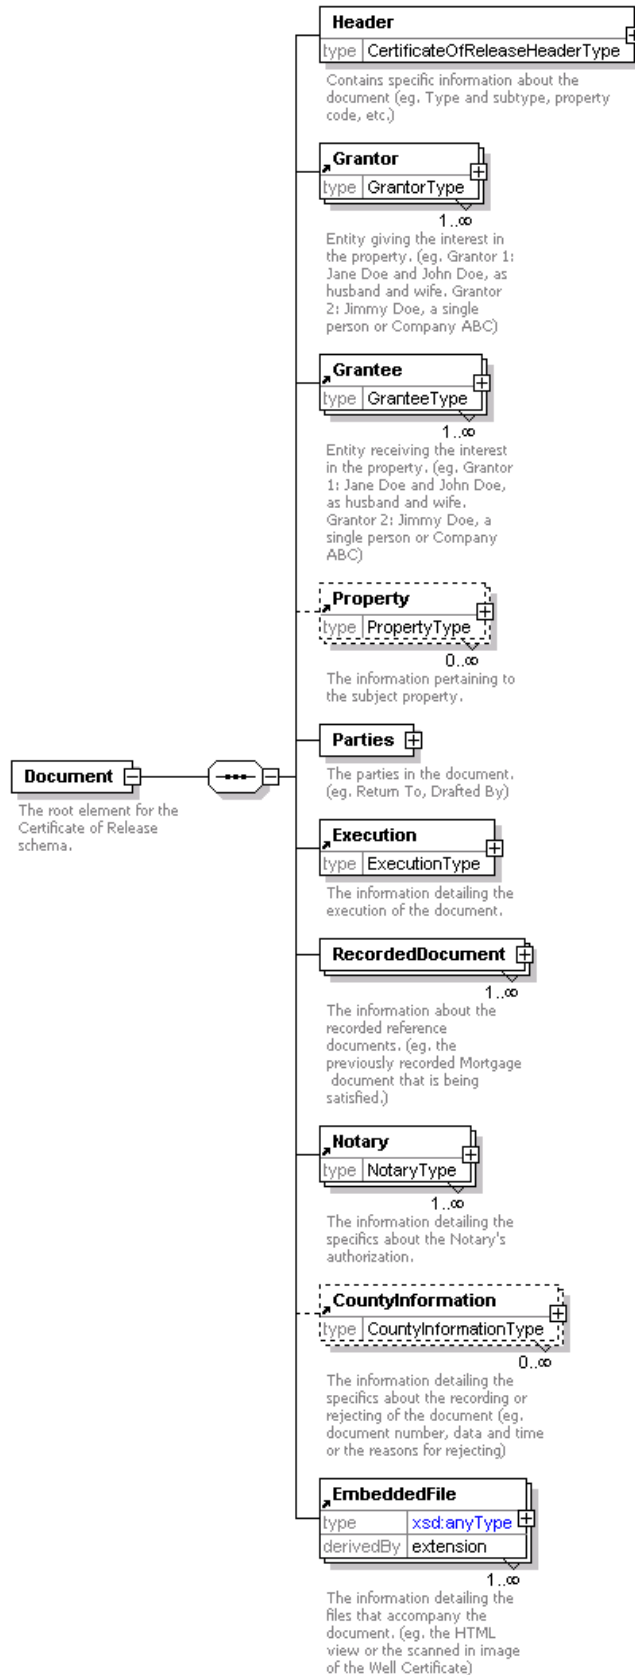 Header
type CertificateOfReleaseHeaderType
Contains specific information about the
document (eg. Type and subtype, property
code, etc.)
Grantor
type GrantorType
1..∞
Entity giving the interest in
the property. (eg. Grantor 1:
Jane Doe and John Doe, as
husband and wife. Grantor
2: Jimmy Doe, a single
person or Company ABC)
Grantee
type GranteeType
1..∞
Entity receiving the interest
in the property. (eg. Grantor
1: Jane Doe and John Doe,
as husband and wife.
Grantor 2: Jimmy Doe, a
single person or Company
ABC)
Property
type PropertyType
0..∞
The information pertaining to
the subject property.
Parties
The parties in the document.
(eg. Return To, Drafted By)
Document
The root element for the
Certificate of Release
schema.
Execution
type ExecutionType
The information detailing the
execution of the document.
RecordedDocument
1..∞
The information about the
recorded reference
documents. (eg. the
previously recorded Mortgage
document that is being
satisfied.)
Notary
type NotaryType
1..∞
The information detailing the
specifics about the Notary's
authorization.
CountyInformation
type CountyInformationType
0..∞
The information detailing the
specifics about the recording or
rejecting of the document (eg.
document number, data and time
or the reasons for rejecting)
EmbeddedFile
type xsd:anyType
derivedBy extension
1..∞
The information detailing the
files that accompany the
document. (eg. the HTML
view or the scanned in image
of the Well Certificate)